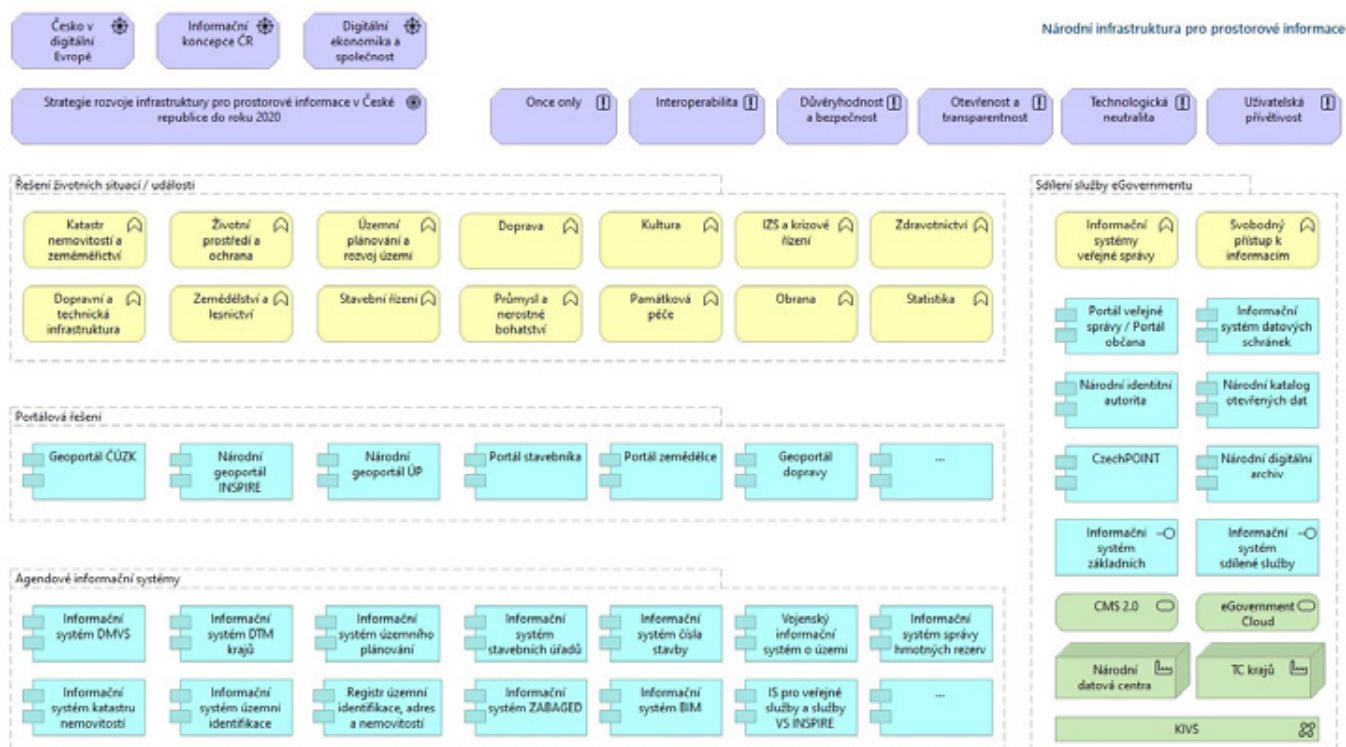 Česko v
digitální
Evropě
Informační
koncepce ČR
Digitální
ekonomika a
společnost
Národní infrastruktura pro prostorové informace
Strategie rozvoje infrastruktury pro prostorové informace v České
republice do roku 2020
Once only
Interoperabilita
Důvěryhodnost
a bezpečnost
Otevřenost a
transparentnost
Technologická
neutralita
Uživatelská
přívětivost
Řešení životních situací / událostí
Katastr
nemovitostí a
zeměměřictví
Životní
prostředí a
ochrana
Územní
plánování a
rozvoj území
Doprava
Kultura
IZS a krizové
řízení
Zdravotnictví
Dopravní a
technická
infrastruktura
Zemědělství a
lesnictví
Stavební řízení
Průmysl a
nerostné
bohatství
Památková
péče
Obrana
Statistika
Portálová řešení
Geoportál ČÚZK
Národní
geoportál
INSPIRE
Národní
geoportál ÚP
Portál stavebníka
Portál zemědělce
Geoportál
dopravy
...
Agendové informační systémy
Informační
systém DMVS
Informační
systém DTM
krajů
Informační
systém územního
plánování
Informační
systém
stavebních úřadů
Informační
systém čísla
stavby
Vojenský
informační
systém o území
Informační
systém správy
hmotných rezerv
Informační
systém katastru
nemovitostí
Informační
systém územní
identifikace
Registr územní
identifikace, adres
a nemovitostí
Informační
systém ZABAGED
Informační
systém BIM
IS pro veřejné
služby a služby
VS INSPIRE
...
Sdílení služby eGovernmentu
Informační
systémy
veřejné správy
Svobodný
přístup k
informacím
Portál veřejné
správy / Portál
občana
Informační
systém datových
schránek
Národní identitní
autorita
Národní katalog
otevřených dat
CzechPOINT
Národní digitální
archiv
Informační
systém
základních
Informační
systém
sdílené služby
CMS 2.0
eGovernment
Cloud
Národní
datová centra
TC krajů
KIVS